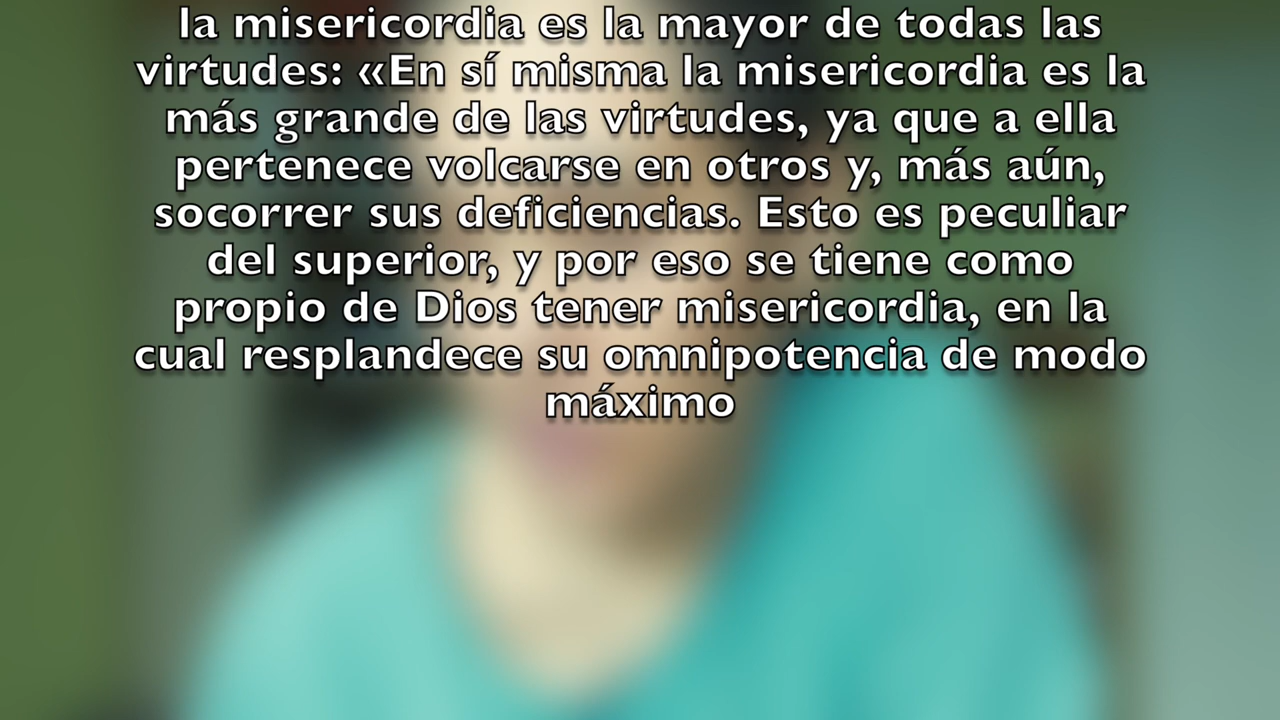 la misericordia es la mayor de todas las
virtudes: «En sí misma la misericordia es la
más grande de las virtudes, ya que a ella
pertenece volcarse en otros y, más aún,
socorrer sus deficiencias. Esto es peculiar
del superior, y por eso se tiene como
propio de Dios tener misericordia, en la
cual resplandece su omnipotencia de modo
máximo